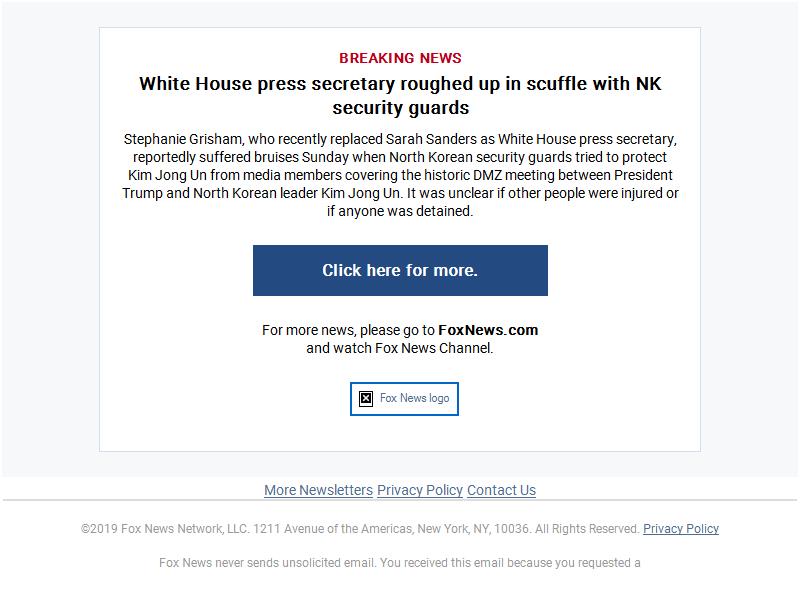 BREAKING NEWS
White House press secretary roughed up in scuffle with NK
security guards
Stephanie Grisham, who recently replaced Sarah Sanders as White House press secretary,
reportedly suffered bruises Sunday when North Korean security guards tried to protect
Kim Jong Un from media members covering the historic DMZ meeting between President
Trump and North Korean leader Kim Jong Un. It was unclear if other people were injured or
if anyone was detained.
Click here for more.
For more news, please go to FoxNews.com
and watch Fox News Channel.
Fox News logo
More Newsletters Privacy Policy Contact Us
©2019 Fox News Network, LLC. 1211 Avenue of the Americas, New York, NY, 10036. All Rights Reserved. Privacy Policy
Fox News never sends unsolicited email. You received this email because you requested a